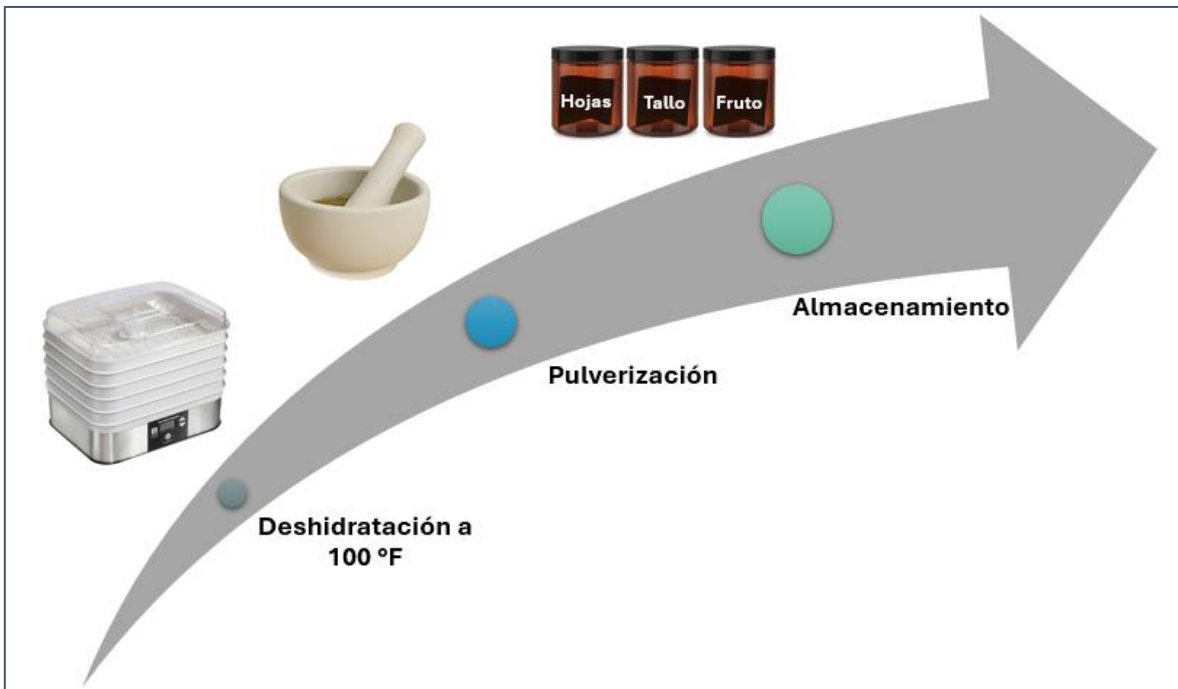 Hojas
Tallo
Fruto
Almacenamiento
Pulverización
Deshidratación a
100 °F